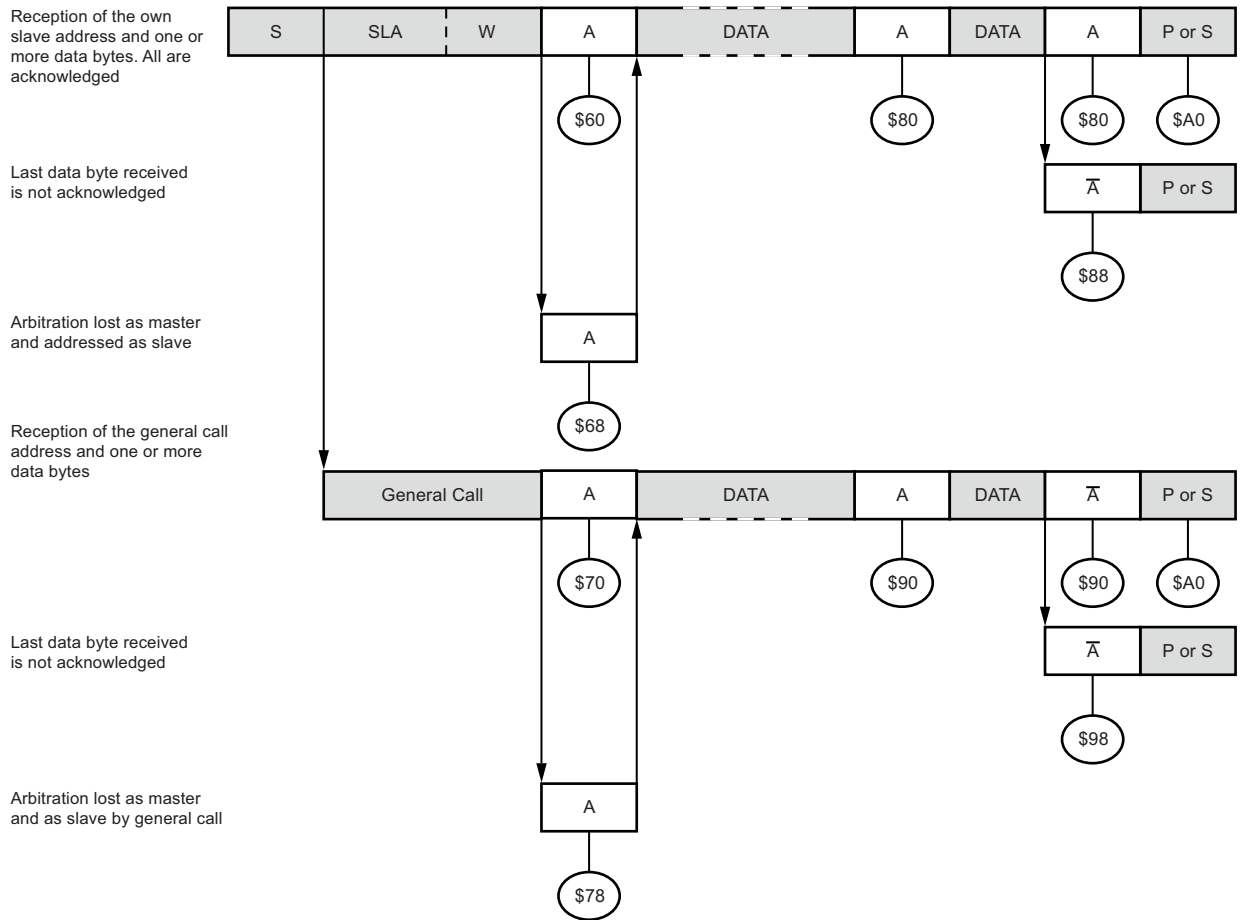 Reception of the own
slave address and one or
more data bytes. All are
acknowledged
S SLA W A DATA A DATA A P or S
$60 $80 $80 $A0
Last data byte received
is not acknowledged
A̅ P or S
$88
Arbitration lost as master
and addressed as slave
A
$68
Reception of the general call
address and one or more
data bytes
General Call A DATA A DATA A̅ P or S
$70 $90 $90 $A0
Last data byte received
is not acknowledged
A̅ P or S
$98
Arbitration lost as master
and as slave by general call
A
$78